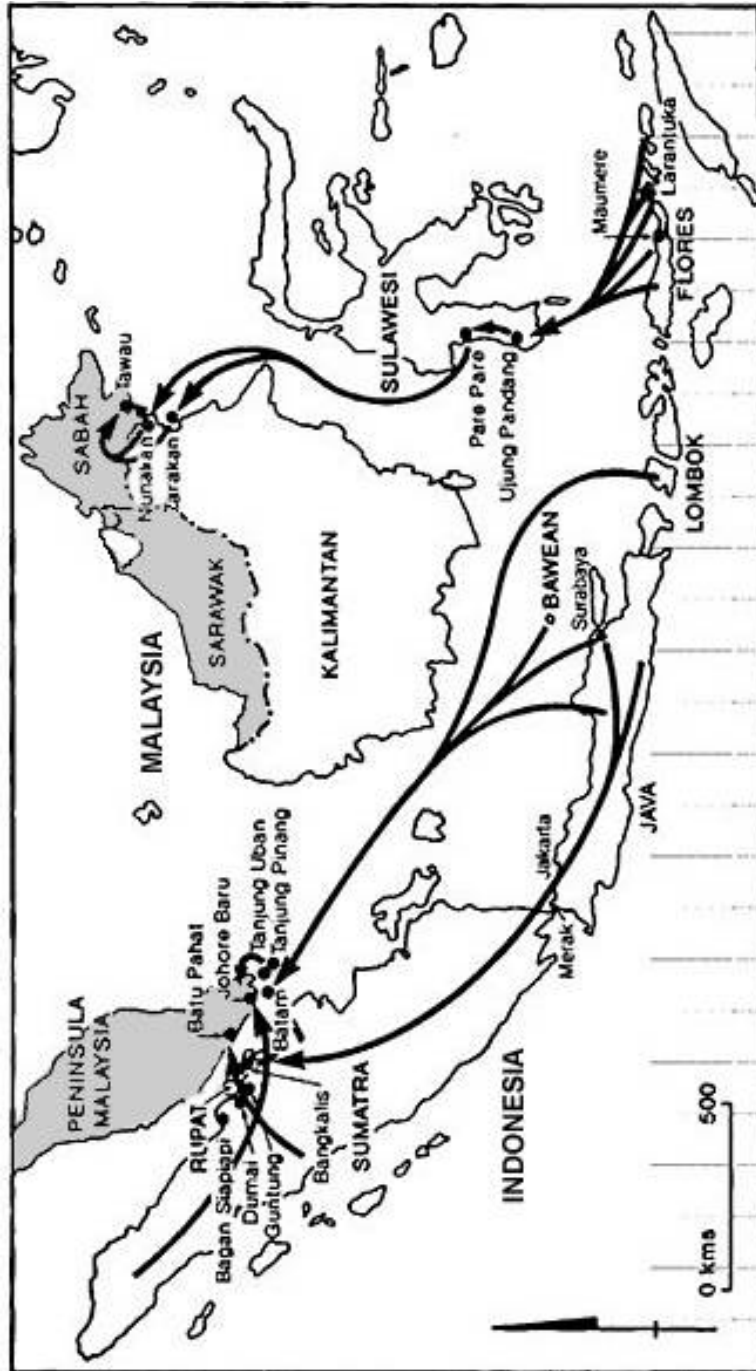 PENINSULA
MALAYSIA
Batu Pahat
Johore Baru
Tanjung Uban
Tanjung Pinang
Batam
RUPAT
Bagan Siapiapi
Dumai
Guntung
Bangkalis
SUMATRA
INDONESIA
0 kms
500
MALAYSIA
SABAH
Tawau
Nunakan
Tarakan
SARAWAK
KALIMANTAN
SULAWESI
Pare Pare
Ujung Pandang
BAWEAN
Surabaya
Jakarta
Merak
JAVA
LOMBOK
FLORES
Maumere
Larantuka